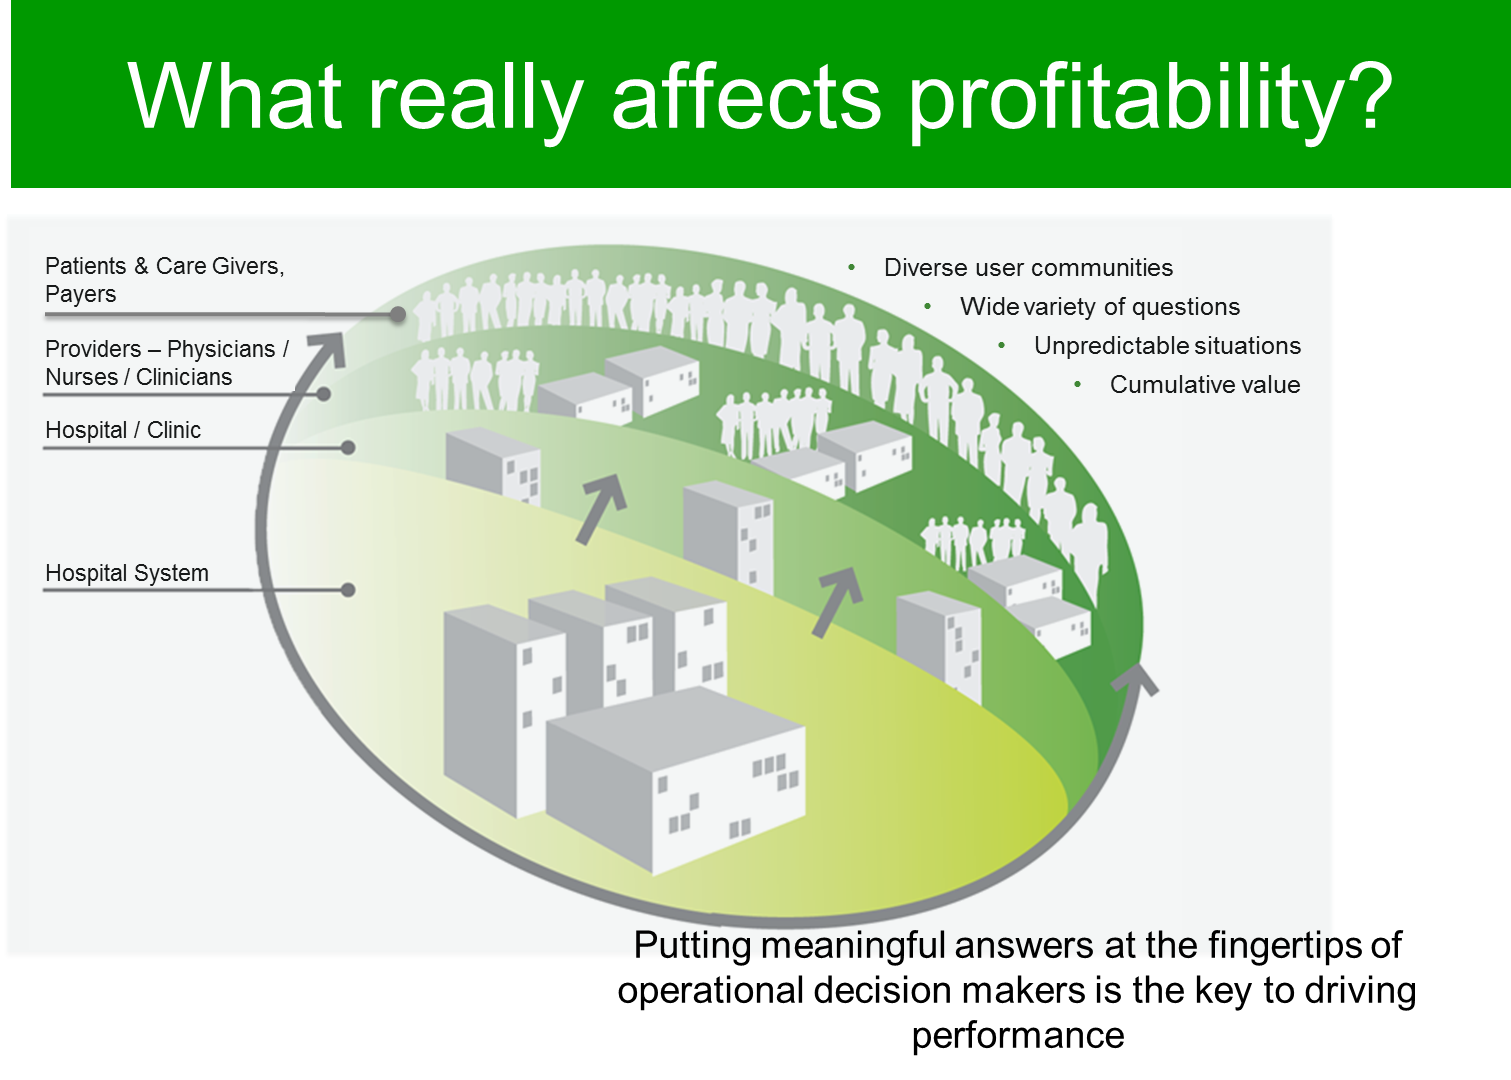 What really affects profitability?
Patients & Care Givers,
Payers
Providers – Physicians /
Nurses / Clinicians
Hospital / Clinic
Hospital System
• Diverse user communities
• Wide variety of questions
• Unpredictable situations
• Cumulative value
Putting meaningful answers at the fingertips of
operational decision makers is the key to driving
performance